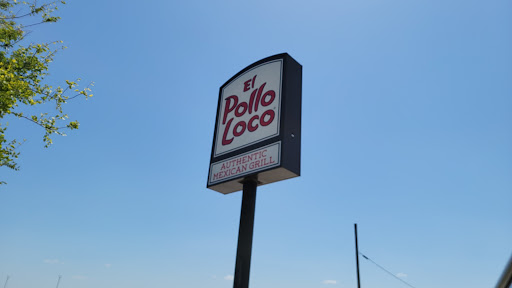 El
Pollo
Loco
AUTHENTIC
MEXICAN GRILL